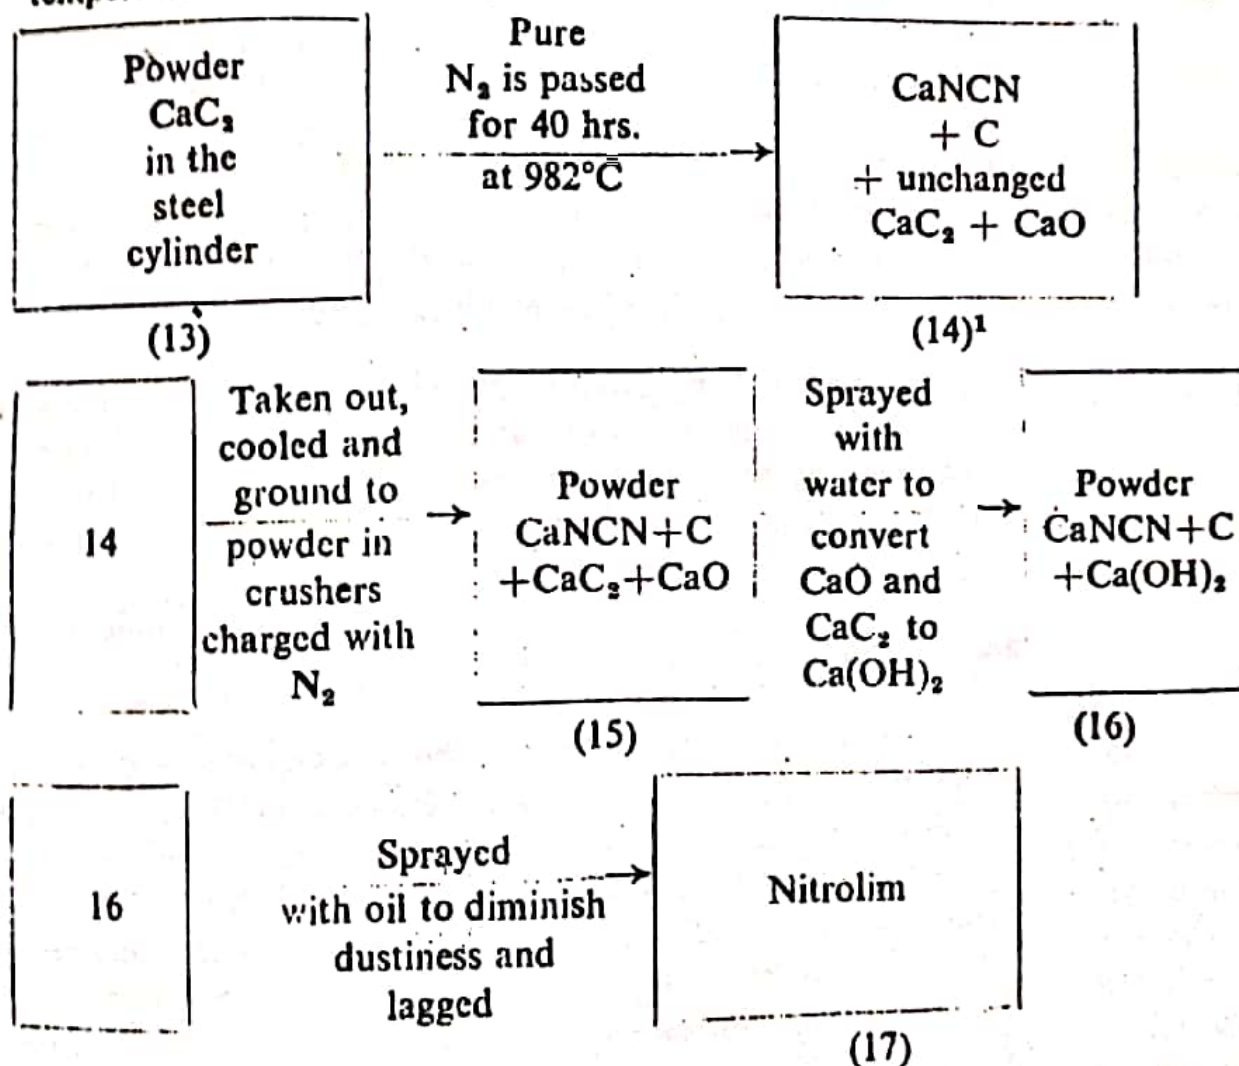 Powder
CaC₂
in the
steel
cylinder
(13)
Pure
N₂ is passed
for 40 hrs.
at 982°C
CaNCN
+ C
+ unchanged
CaC₂ + CaO
(14)¹
14
Taken out,
cooled and
ground to
powder in
crushers
charged with
N₂
Powder
CaNCN+C
+CaC₂+CaO
(15)
Sprayed
with
water to
convert
CaO and
CaC₂ to
Ca(OH)₂
Powder
CaNCN+C
+Ca(OH)₂
(16)
16
Sprayed
with oil to diminish
dustiness and
lagged
Nitrolim
(17)